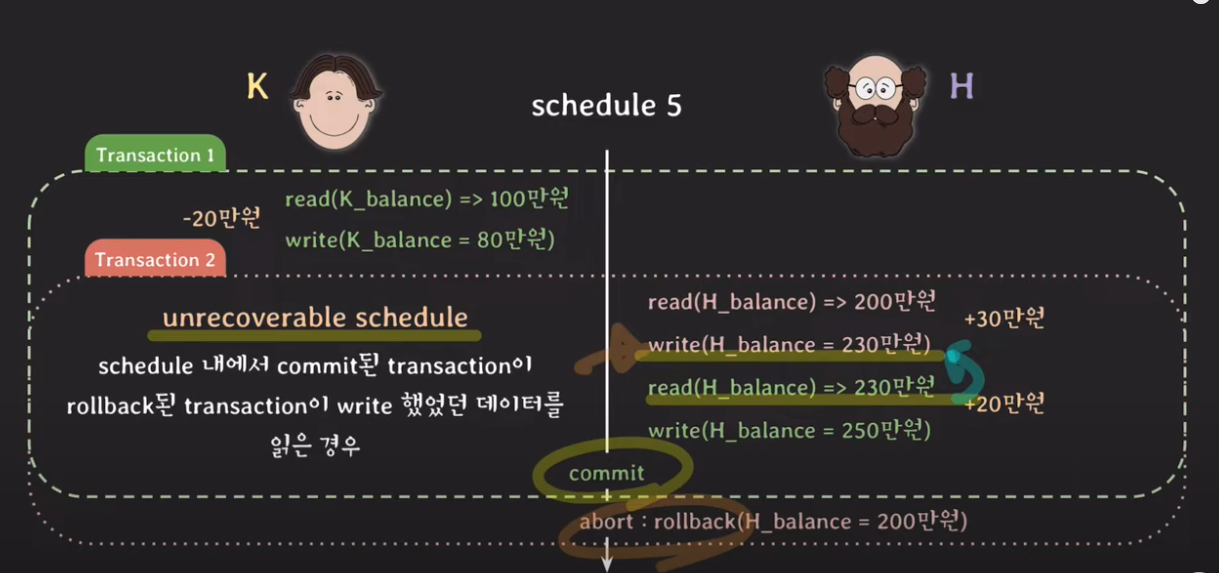 K
schedule 5
H
Transaction 1
read(K_balance) => 100만원
-20만원
write(K_balance = 80만원)
Transaction 2
read(H_balance) => 200만원
+30만원
unrecoverable schedule
write(H_balance = 230만원)
schedule 내에서 commit된 transaction이
read(H_balance) => 230만원
+20만원
rollback된 transaction이 write 했었던 데이터를
write(H_balance = 250만원)
읽은 경우
commit
abort : rollback(H_balance = 200만원)